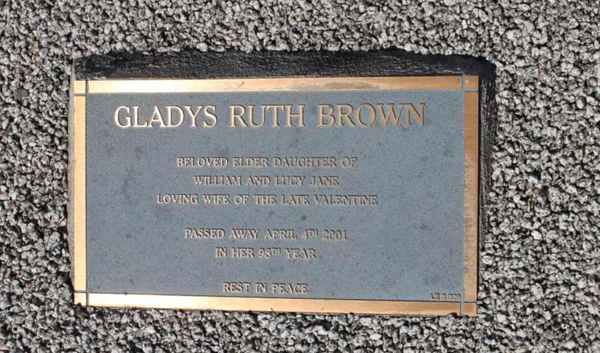 GLADYS RUTH BROWN
BELOVED ELDER DAUGHTER OF
WILLIAM AND LUCY JANE
LOVING WIFE OF THE LATE VALENTINE
PASSED AWAY APRIL 4TH 2001
IN HER 98TH YEAR
REST IN PEACE